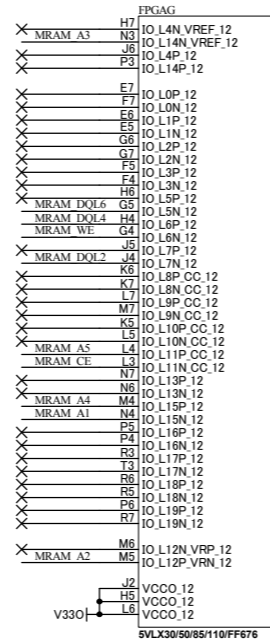 FPGAG
H7 IO_L4N_VREF_12
MRAM_A3 N3 IO_L14N_VREF_12
J6 IO_L4P_12
P3 IO_L14P_12
E7 IO_L0P_12
F7 IO_L0N_12
E6 IO_L1P_12
E5 IO_L1N_12
G6 IO_L2P_12
G7 IO_L2N_12
F5 IO_L3P_12
F4 IO_L3N_12
H6 IO_L5P_12
MRAM_DQL6 G5 IO_L5N_12
MRAM_DQL4 H4 IO_L6P_12
MRAM_WE G4 IO_L6N_12
J5 IO_L7P_12
MRAM_DQL2 J4 IO_L7N_12
K6 IO_L8P_CC_12
K7 IO_L8N_CC_12
L7 IO_L9P_CC_12
M7 IO_L9N_CC_12
K5 IO_L10P_CC_12
L5 IO_L10N_CC_12
MRAM_A5 L4 IO_L11P_CC_12
MRAM_CE L3 IO_L11N_CC_12
N7 IO_L13P_12
N6 IO_L13N_12
MRAM_A4 M4 IO_L15P_12
MRAM_A1 N4 IO_L15N_12
P5 IO_L16P_12
P4 IO_L16N_12
R3 IO_L17P_12
T3 IO_L17N_12
R6 IO_L18P_12
R5 IO_L18N_12
P6 IO_L19P_12
R7 IO_L19N_12
M6 IO_L12N_VRP_12
MRAM_A2 M5 IO_L12P_VRN_12
J2 VCCO_12
H5 VCCO_12
V33O L6 VCCO_12
5VLX30/50/85/110/FF676